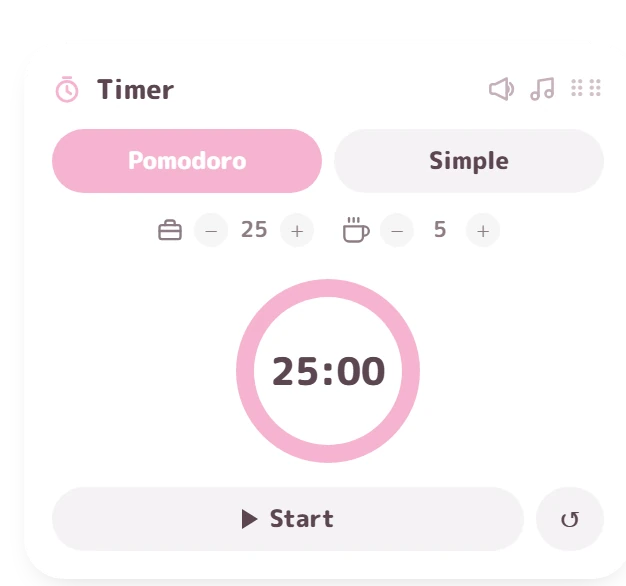 Timer
Pomodoro Simple
− 25 + − 5 +
25:00
▶ Start ↺